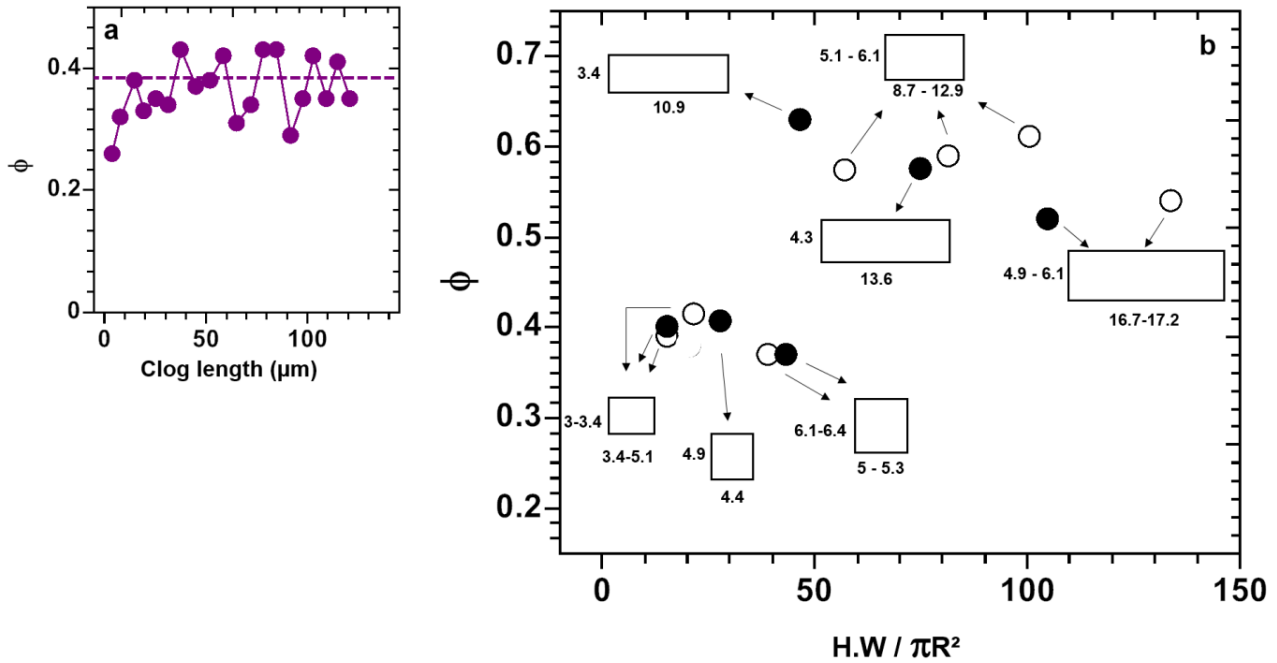 a
0.4
0.2
0
ϕ
0 50 100
Clog length (µm)
b
0.7
0.6
0.5
0.4
0.3
0.2
ϕ
3.4
10.9
5.1 - 6.1
8.7 - 12.9
4.3
13.6
4.9 - 6.1
16.7-17.2
3-3.4
3.4-5.1
4.9
4.4
6.1-6.4
5 - 5.3
0 50 100 150
H.W / πR²